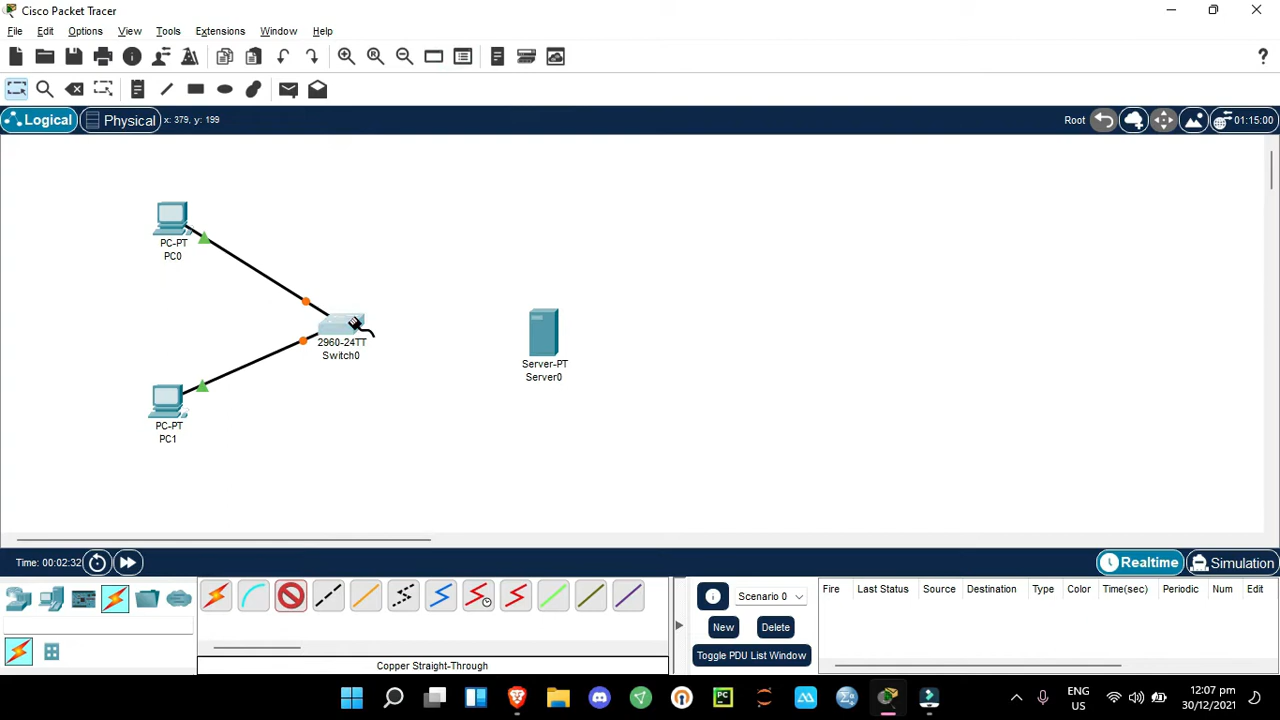 Cisco Packet Tracer
File Edit Options View Tools Extensions Window Help
?
Logical Physical x: 379, y: 199 Root 01:15:00
PC-PT
PC0
2960-24TT
Switch0
Server-PT
Server0
PC-PT
PC1
Time: 00:02:32 Realtime Simulation
Scenario 0 Fire Last Status Source Destination Type Color Time(sec) Periodic Num Edit
New Delete
Toggle PDU List Window
Copper Straight-Through
ENG
US
12:07 pm
30/12/2021